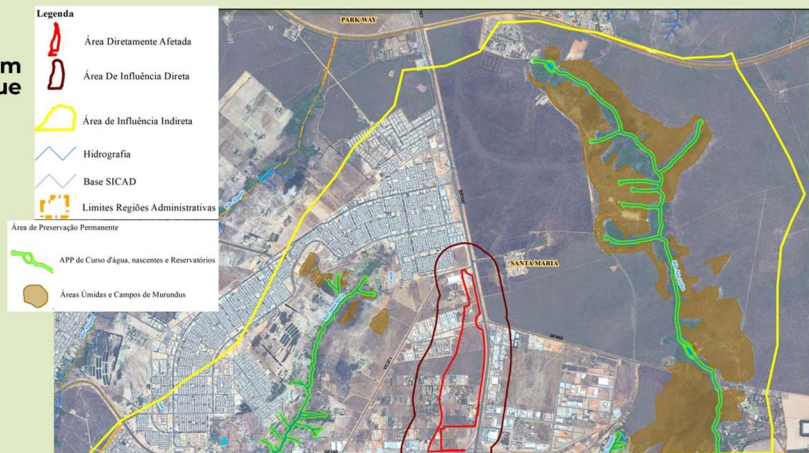 m
ue
Legenda
Área Diretamente Afetada
Área De Influência Direta
Área de Influência Indireta
Hidrografia
Base SICAD
Limites Regiões Administrativas
Área de Preservação Permanente
APP de Curso d'água, nascentes e Reservatórios
Áreas Úmidas e Campos de Murundus
PARK WAY
SANTA MARIA